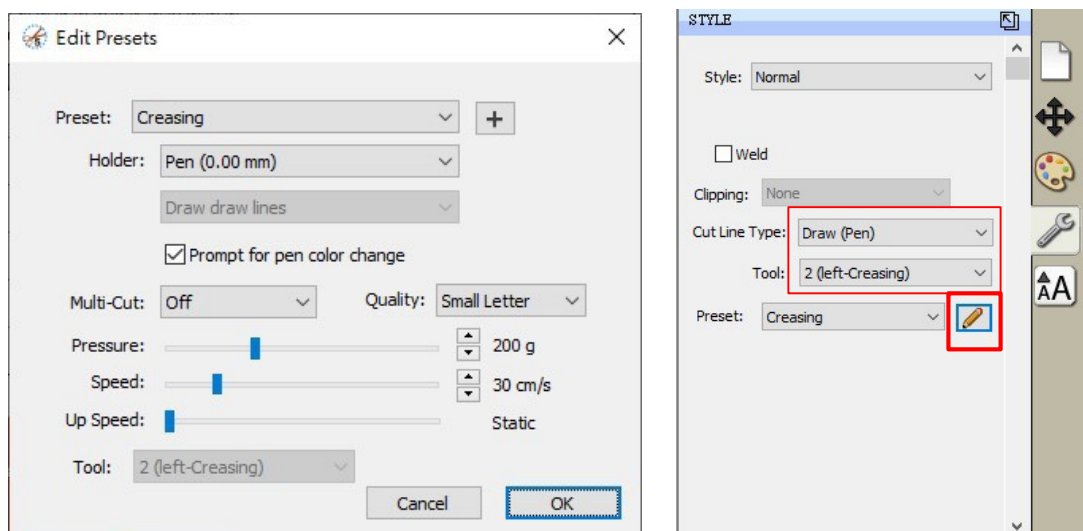 Edit Presets
Preset: Creasing
Holder: Pen (0.00 mm)
Draw draw lines
Prompt for pen color change
Multi-Cut: Off Quality: Small Letter
Pressure: 200 g
Speed: 30 cm/s
Up Speed: Static
Tool: 2 (left-Creasing)
Cancel OK
STYLE
Style: Normal
Weld
Clipping: None
Cut Line Type: Draw (Pen)
Tool: 2 (left-Creasing)
Preset: Creasing
AA